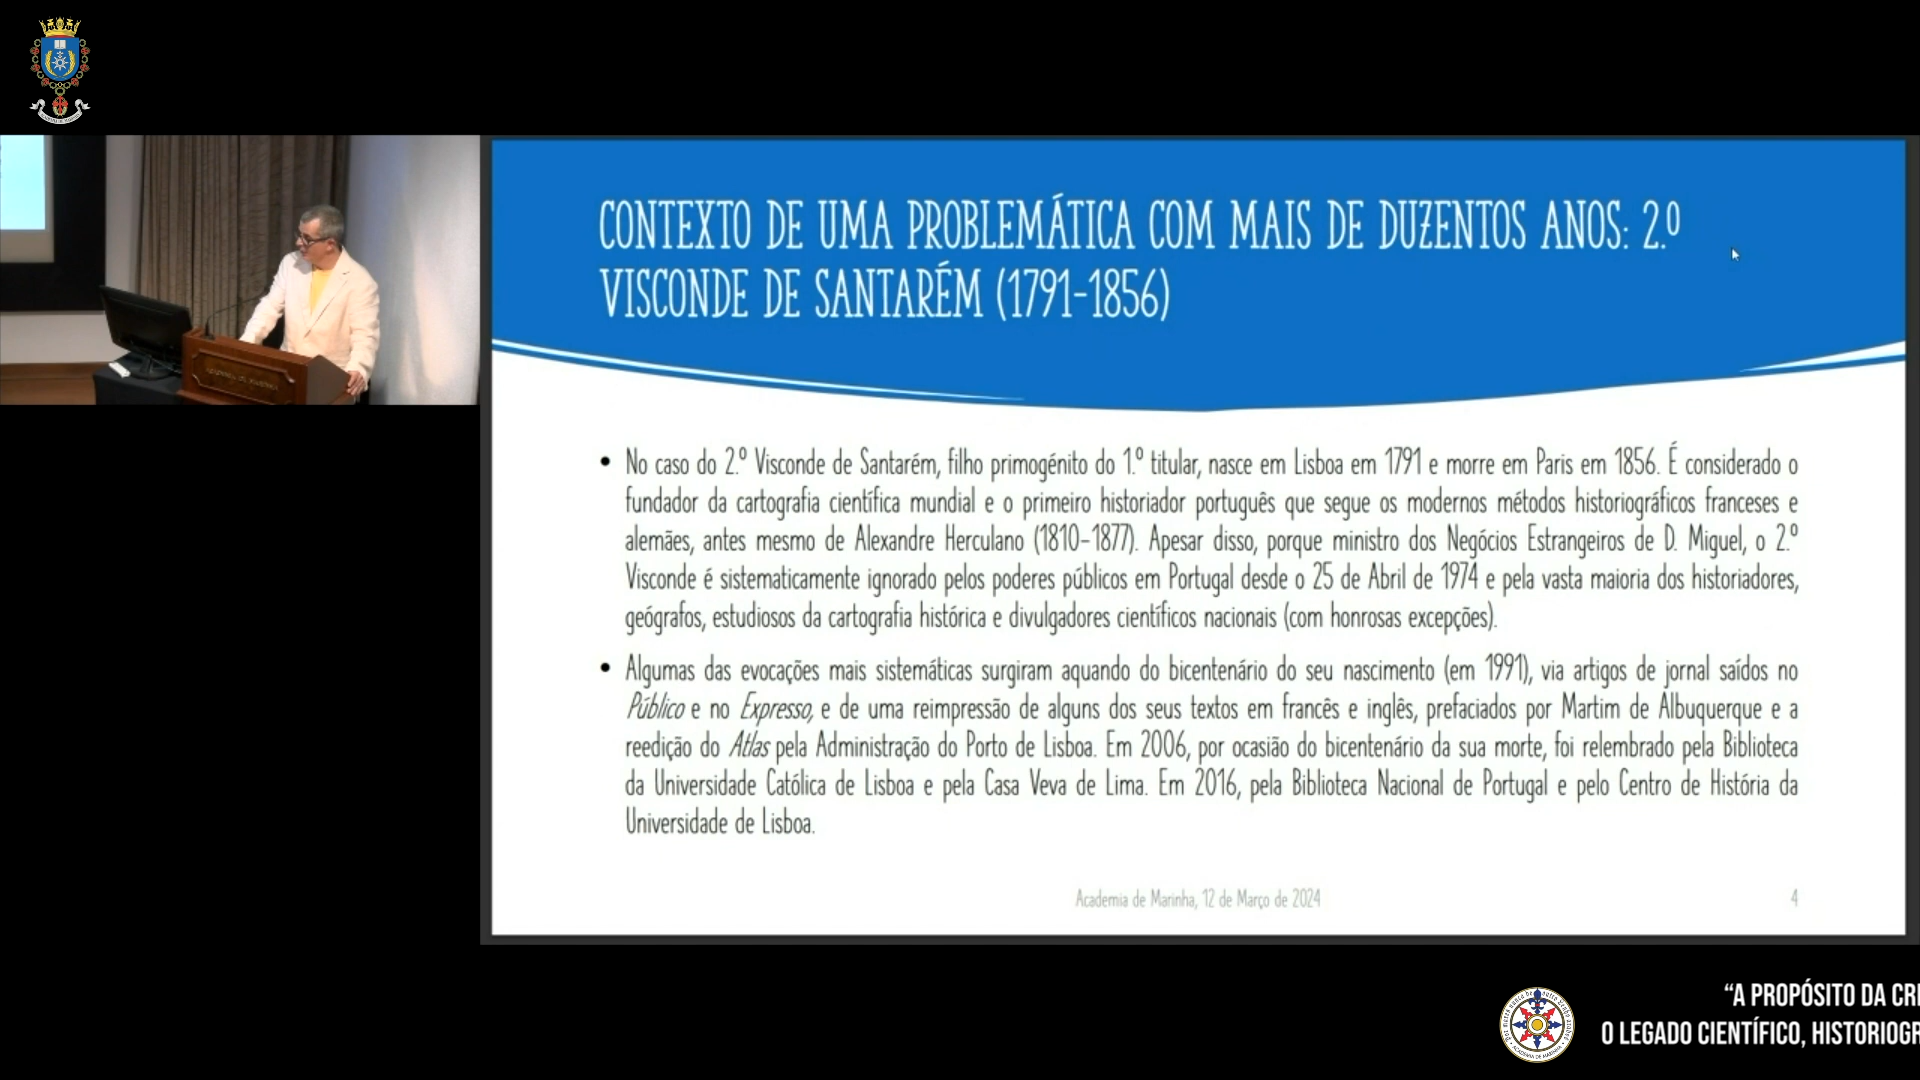 CONTEXTO DE UMA PROBLEMÁTICA COM MAIS DE DUZENTOS ANOS: 2.º
VISCONDE DE SANTARÉM (1791-1856)
• No caso do 2.º Visconde de Santarém, filho primogénito do 1.º titular, nasce em Lisboa em 1791 e morre em Paris em 1856. É considerado o
fundador da cartografia científica mundial e o primeiro historiador português que segue os modernos métodos historiográficos franceses e
alemães, antes mesmo de Alexandre Herculano (1810-1877). Apesar disso, porque ministro dos Negócios Estrangeiros de D. Miguel, o 2.º
Visconde é sistematicamente ignorado pelos poderes públicos em Portugal desde o 25 de Abril de 1974 e pela vasta maioria dos historiadores,
geógrafos, estudiosos da cartografia histórica e divulgadores científicos nacionais (com honrosas excepções).
• Algumas das evocações mais sistemáticas surgiram aquando do bicentenário do seu nascimento (em 1991), via artigos de jornal saídos no
Público e no Expresso, e de uma reimpressão de alguns dos seus textos em francês e inglês, prefaciados por Martim de Albuquerque e a
reedição do Atlas pela Administração do Porto de Lisboa. Em 2006, por ocasião do bicentenário da sua morte, foi relembrado pela Biblioteca
da Universidade Católica de Lisboa e pela Casa Veva de Lima. Em 2016, pela Biblioteca Nacional de Portugal e pelo Centro de História da
Universidade de Lisboa.
Academia de Marinha, 12 de Março de 2024
4
ACADEMIA DE MARINHA
“A PROPÓSITO DA CRI
O LEGADO CIENTÍFICO, HISTORIOGR